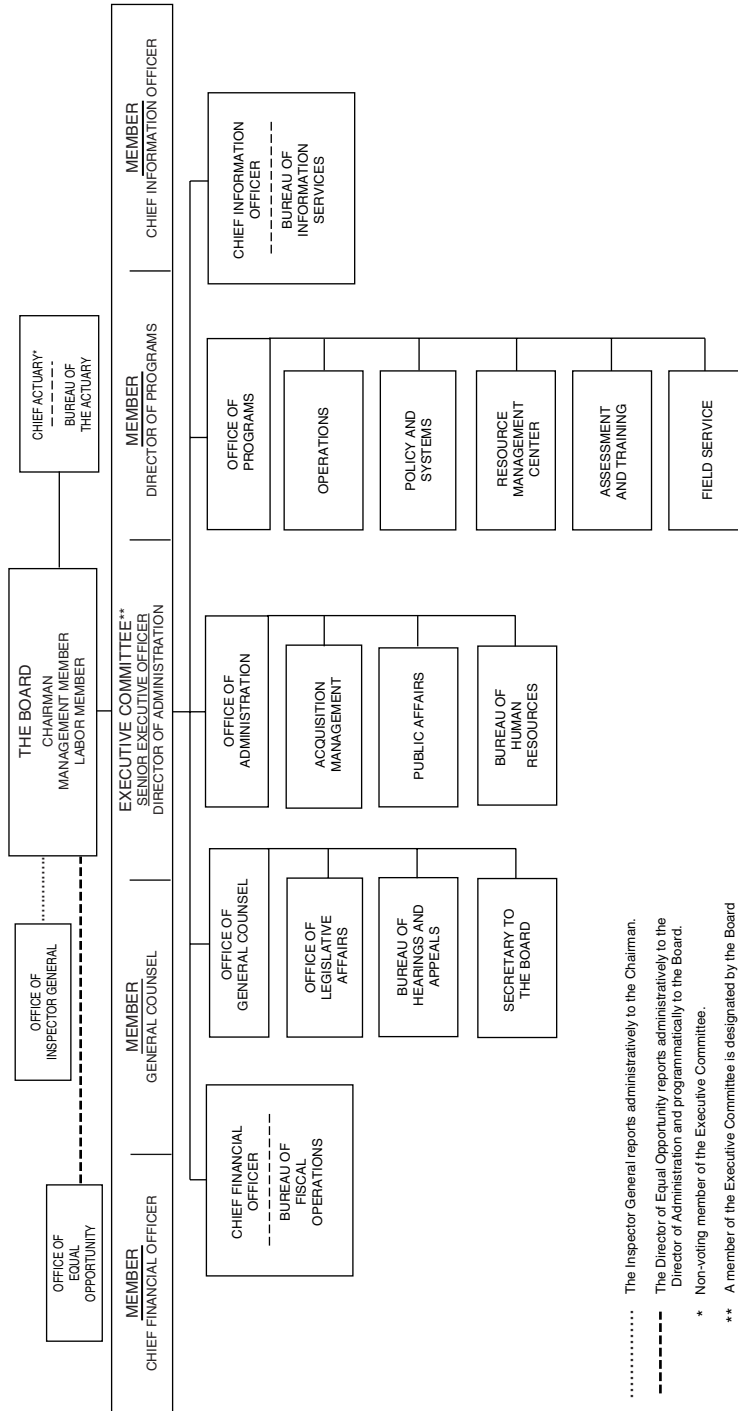 THE BOARD
CHAIRMAN
MANAGEMENT MEMBER
LABOR MEMBER
OFFICE OF
EQUAL
OPPORTUNITY
OFFICE OF
INSPECTOR GENERAL
CHIEF ACTUARY*
BUREAU OF
THE ACTUARY
MEMBER
CHIEF FINANCIAL OFFICER
MEMBER
GENERAL COUNSEL
EXECUTIVE COMMITTEE**
SENIOR EXECUTIVE OFFICER
DIRECTOR OF ADMINISTRATION
MEMBER
DIRECTOR OF PROGRAMS
MEMBER
CHIEF INFORMATION OFFICER
CHIEF FINANCIAL
OFFICER
BUREAU OF
FISCAL
OPERATIONS
OFFICE OF
GENERAL COUNSEL
OFFICE OF
LEGISLATIVE
AFFAIRS
BUREAU OF
HEARINGS AND
APPEALS
SECRETARY TO
THE BOARD
OFFICE OF
ADMINISTRATION
ACQUISITION
MANAGEMENT
PUBLIC AFFAIRS
BUREAU OF
HUMAN
RESOURCES
OFFICE OF
PROGRAMS
OPERATIONS
POLICY AND
SYSTEMS
RESOURCE
MANAGEMENT
CENTER
ASSESSMENT
AND TRAINING
FIELD SERVICE
CHIEF INFORMATION
OFFICER
BUREAU OF
INFORMATION
SERVICES
The Inspector General reports administratively to the Chairman.
The Director of Equal Opportunity reports administratively to the
Director of Administration and programmatically to the Board.
* Non-voting member of the Executive Committee.
** A member of the Executive Committee is designated by the Board